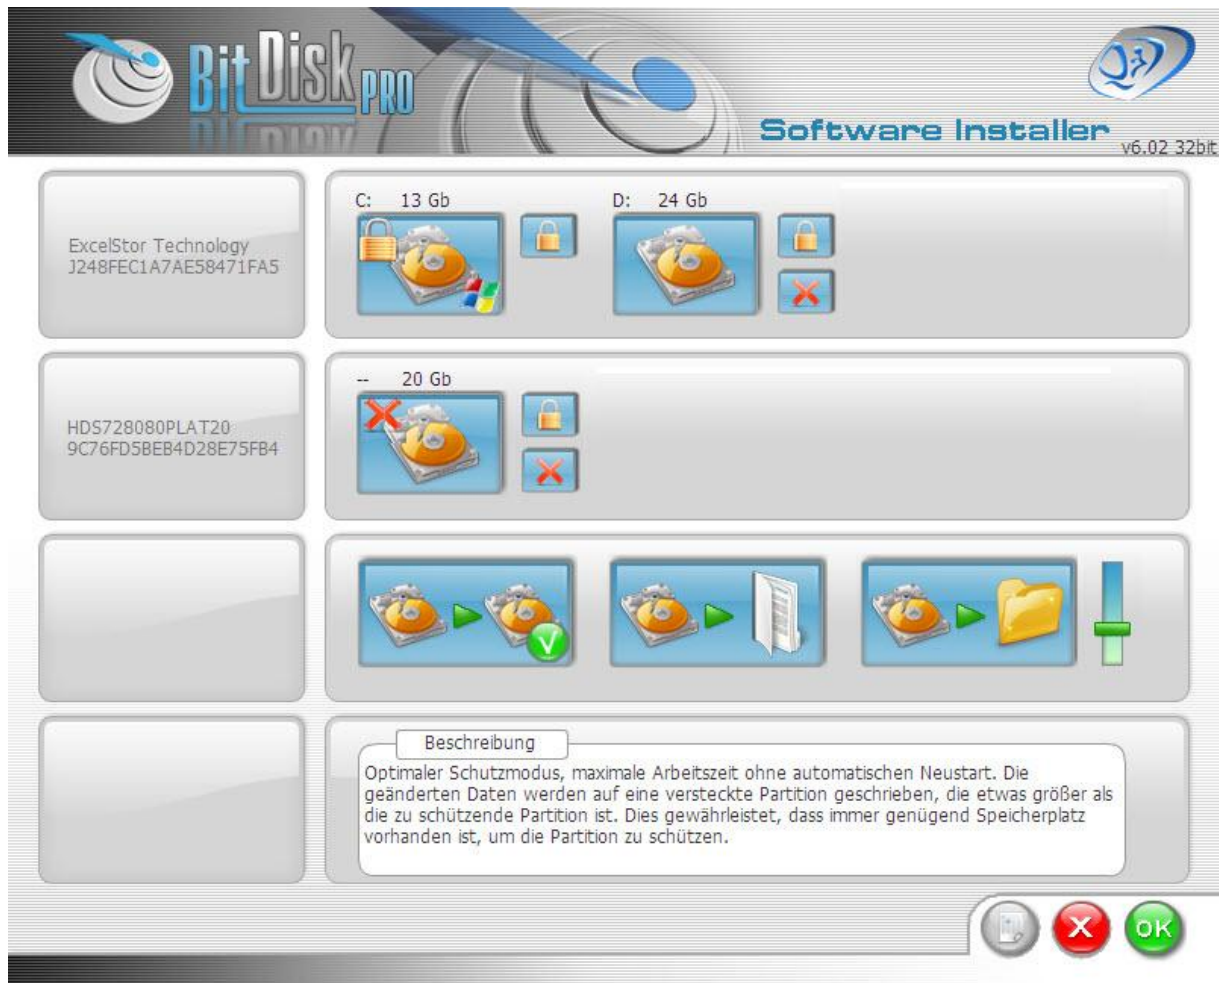 BitDisk PRO
Software Installer
v6.02 32bit
ExcelStor Technology
J248FEC1A7AE58471FA5
C: 13 Gb
D: 24 Gb
HDS728080PLAT20
9C76FD5BEB4D28E75FB4
-- 20 Gb
V
Beschreibung
Optimaler Schutzmodus, maximale Arbeitszeit ohne automatischen Neustart. Die
geänderten Daten werden auf eine versteckte Partition geschrieben, die etwas größer als
die zu schützende Partition ist. Dies gewährleistet, dass immer genügend Speicherplatz
vorhanden ist, um die Partition zu schützen.
X
OK